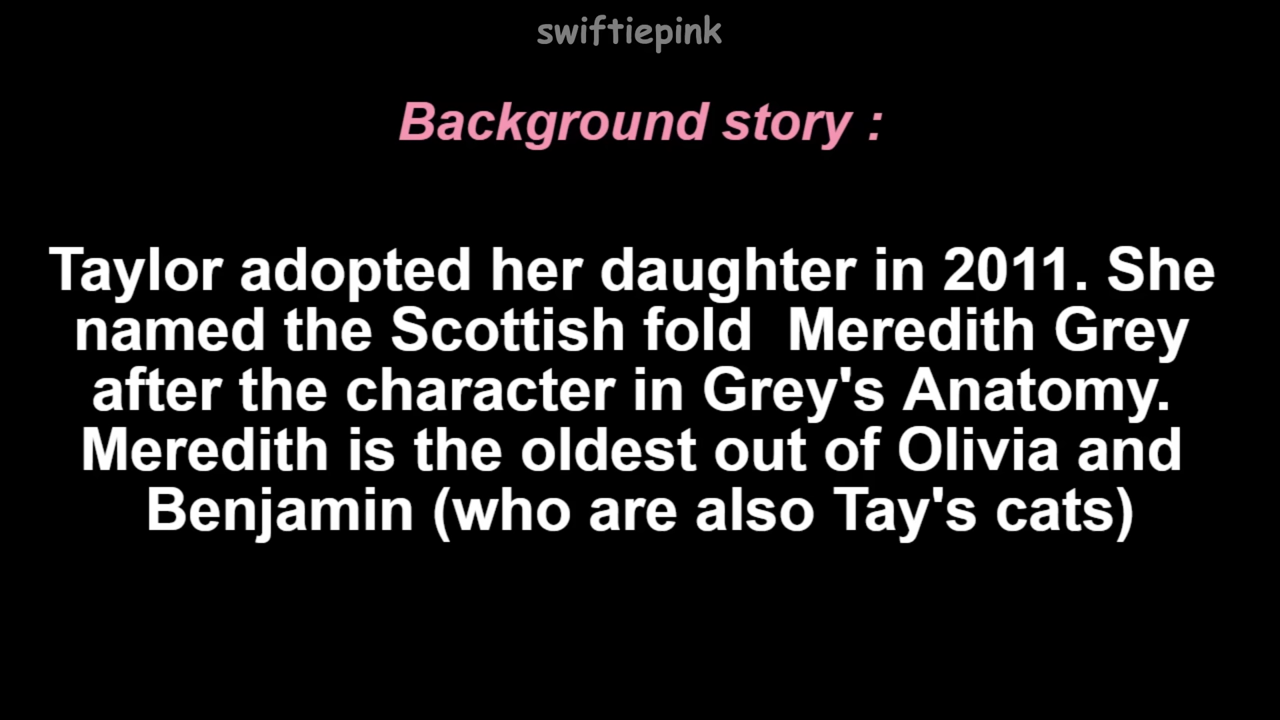 swiftiepink
Background story :
Taylor adopted her daughter in 2011. She
named the Scottish fold  Meredith Grey
after the character in Grey's Anatomy.
Meredith is the oldest out of Olivia and
Benjamin (who are also Tay's cats)